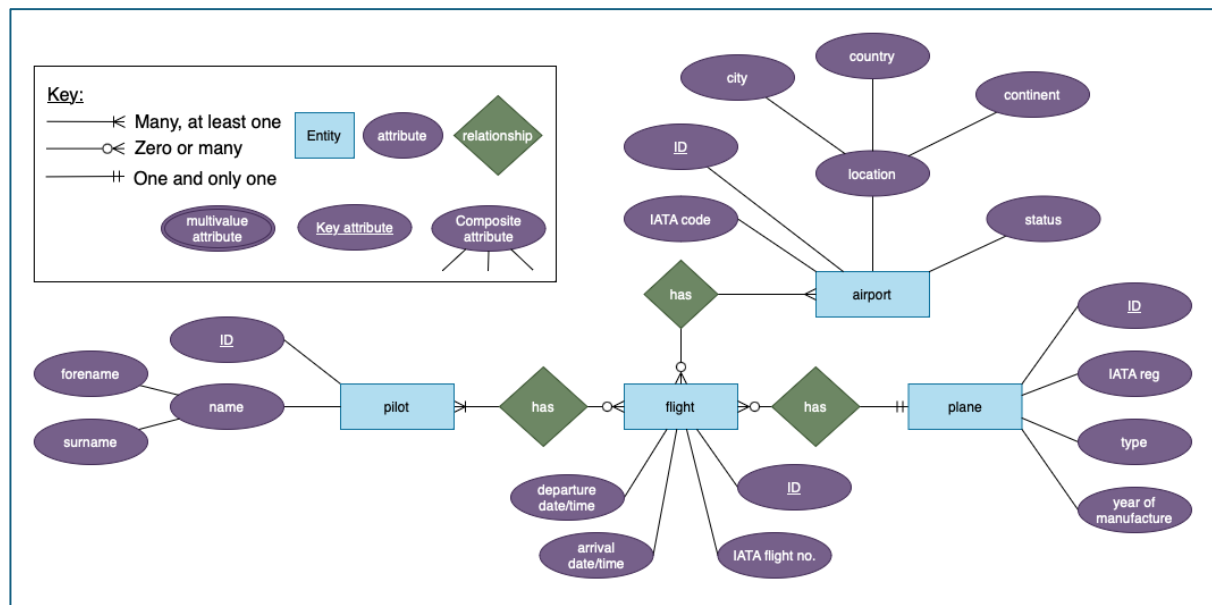 Key:
Many, at least one
Zero or many
One and only one
Entity
attribute
relationship
multivalue
attribute
Key attribute
Composite
attribute
city
country
continent
ID
location
IATA code
status
has
airport
ID
forename
name
surname
pilot
has
flight
has
plane
ID
IATA reg
type
year of
manufacture
departure
date/time
ID
arrival
date/time
IATA flight no.